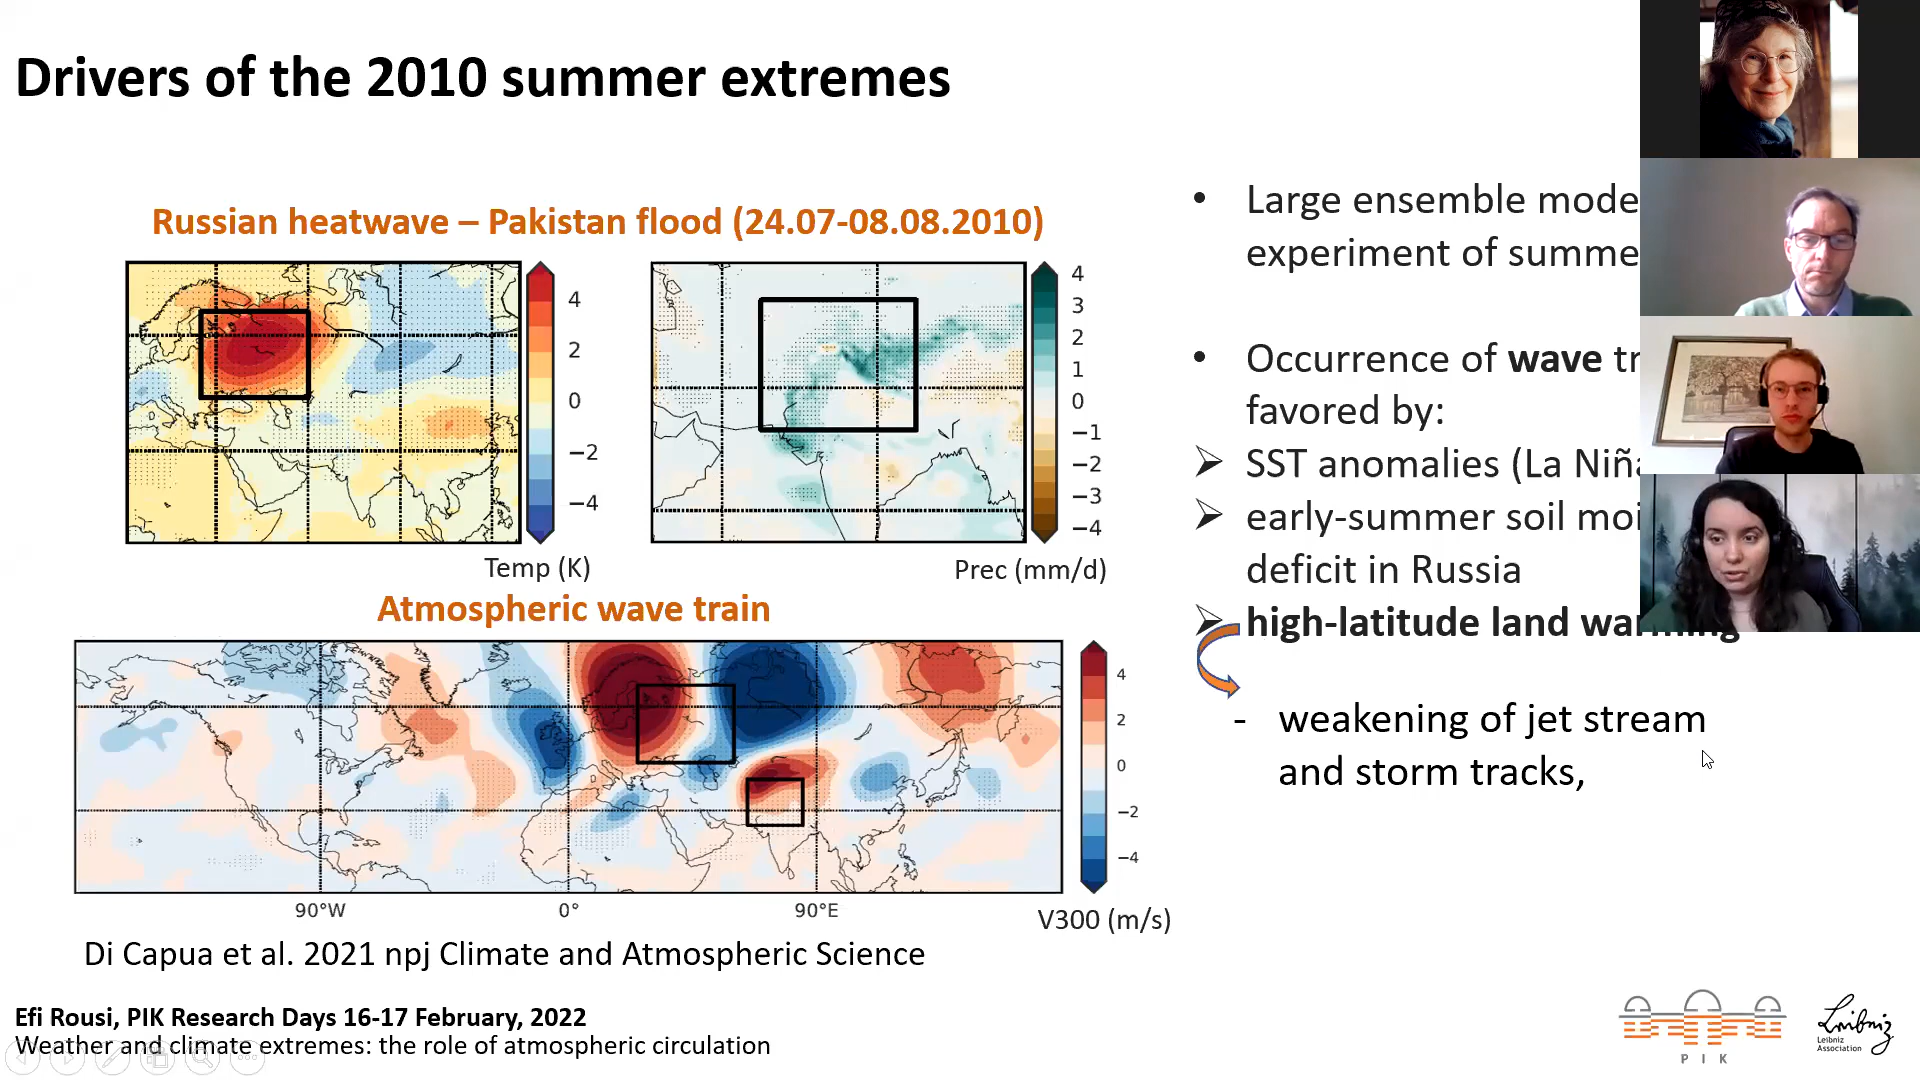 Drivers of the 2010 summer extremes
Russian heatwave – Pakistan flood (24.07-08.08.2010)
4
2
0
−2
−4
Temp (K)
4
3
2
1
0
−1
−2
−3
−4
Prec (mm/d)
Atmospheric wave train
4
2
0
−2
−4
90°W 0° 90°E
V300 (m/s)
Di Capua et al. 2021 npj Climate and Atmospheric Science
• Large ensemble mode
experiment of summe
• Occurrence of wave tr
favored by:
➢ SST anomalies (La Niña
➢ early-summer soil moi
deficit in Russia
➢ high-latitude land warming
- weakening of jet stream
and storm tracks,
Efi Rousi, PIK Research Days 16-17 February, 2022
Weather and climate extremes: the role of atmospheric circulation
P I K
Leibniz
Leibniz
Association